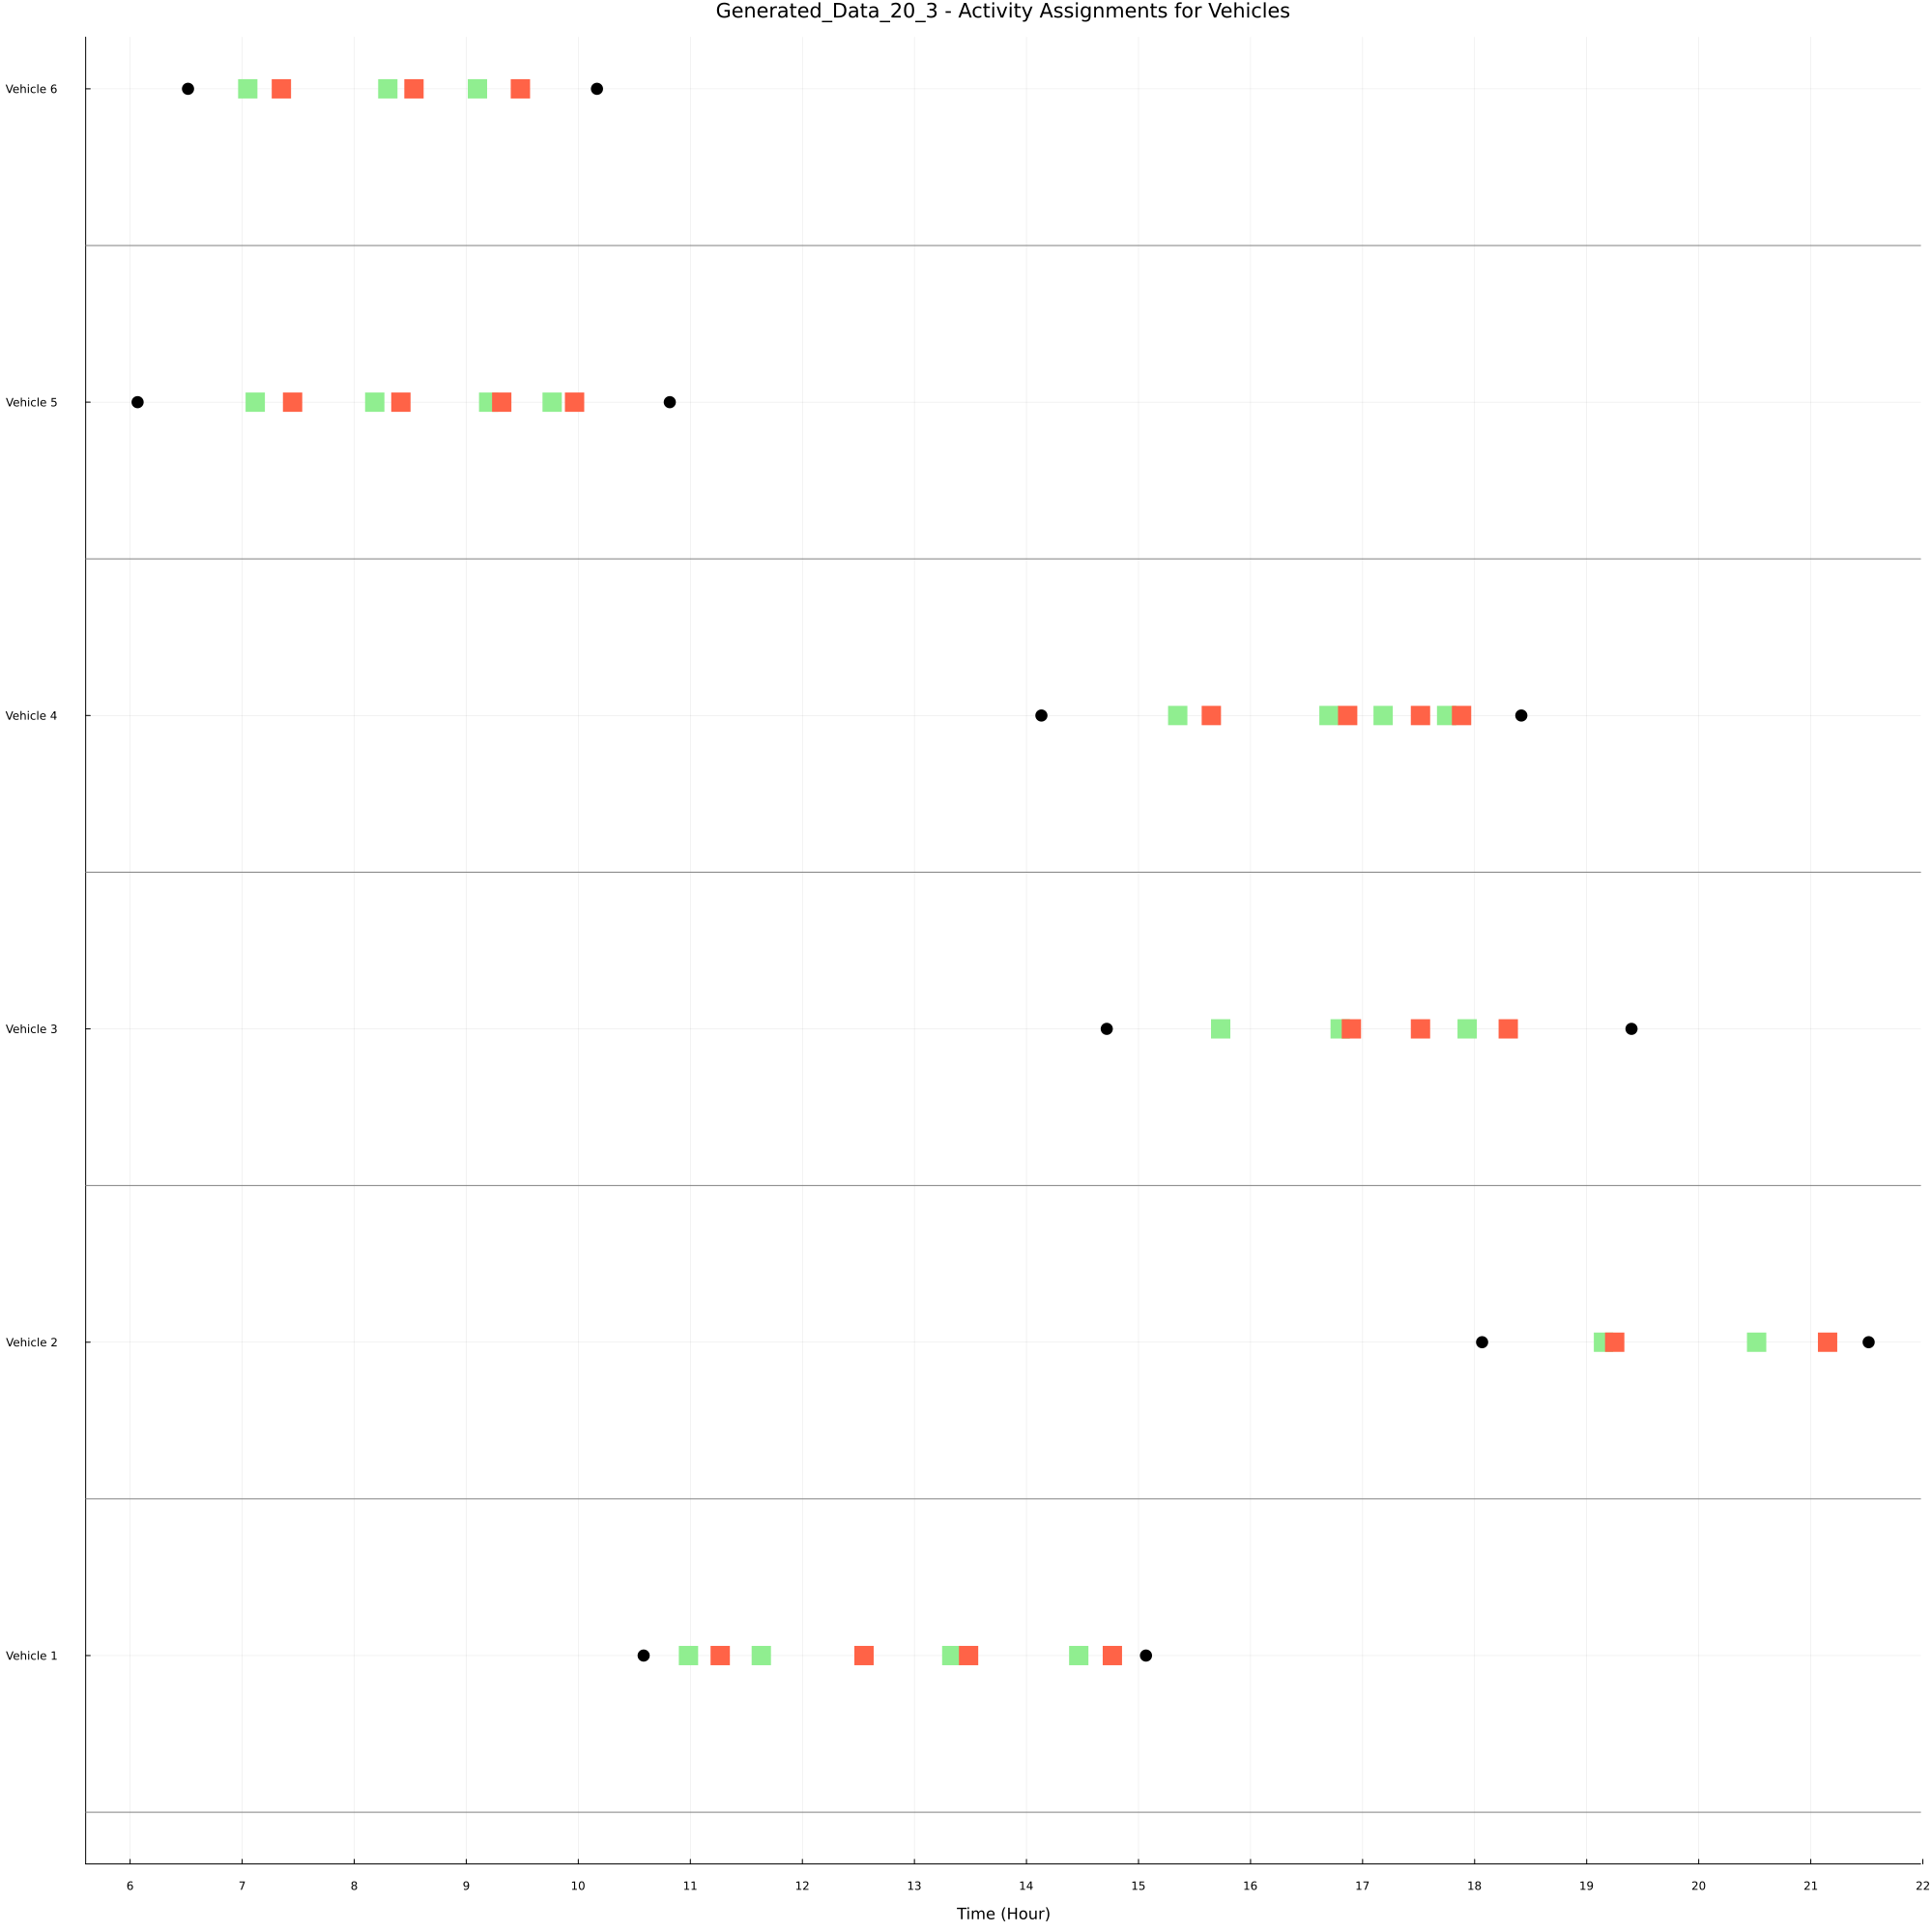 Generated_Data_20_3 - Activity Assignments for Vehicles
Vehicle 6
Vehicle 5
Vehicle 4
Vehicle 3
Vehicle 2
Vehicle 1
6 7 8 9 10 11 12 13 14 15 16 17 18 19 20 21 22
Time (Hour)